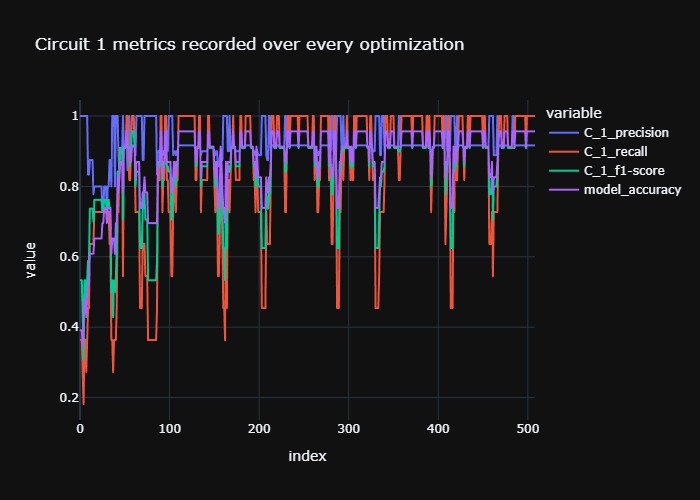 Circuit 1 metrics recorded over every optimization
variable
C_1_precision
C_1_recall
C_1_f1-score
model_accuracy
value
1
0.8
0.6
0.4
0.2
0
100
200
300
400
500
index